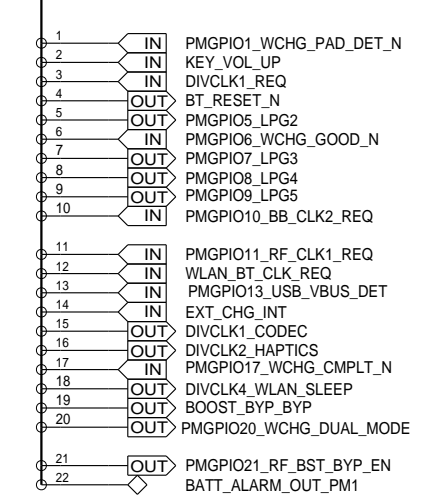 1 IN PMGPIO1_WCHG_PAD_DET_N
2 IN KEY_VOL_UP
3 IN DIVCLK1_REQ
4 OUT BT_RESET_N
5 OUT PMGPIO5_LPG2
6 IN PMGPIO6_WCHG_GOOD_N
7 OUT PMGPIO7_LPG3
8 OUT PMGPIO8_LPG4
9 OUT PMGPIO9_LPG5
10 IN PMGPIO10_BB_CLK2_REQ
11 IN PMGPIO11_RF_CLK1_REQ
12 IN WLAN_BT_CLK_REQ
13 IN PMGPIO13_USB_VBUS_DET
14 IN EXT_CHG_INT
15 OUT DIVCLK1_CODEC
16 OUT DIVCLK2_HAPTICS
17 IN PMGPIO17_WCHG_CMPLT_N
18 OUT DIVCLK4_WLAN_SLEEP
19 OUT BOOST_BYP_BYP
20 OUT PMGPIO20_WCHG_DUAL_MODE
21 OUT PMGPIO21_RF_BST_BYP_EN
22 BATT_ALARM_OUT_PM1